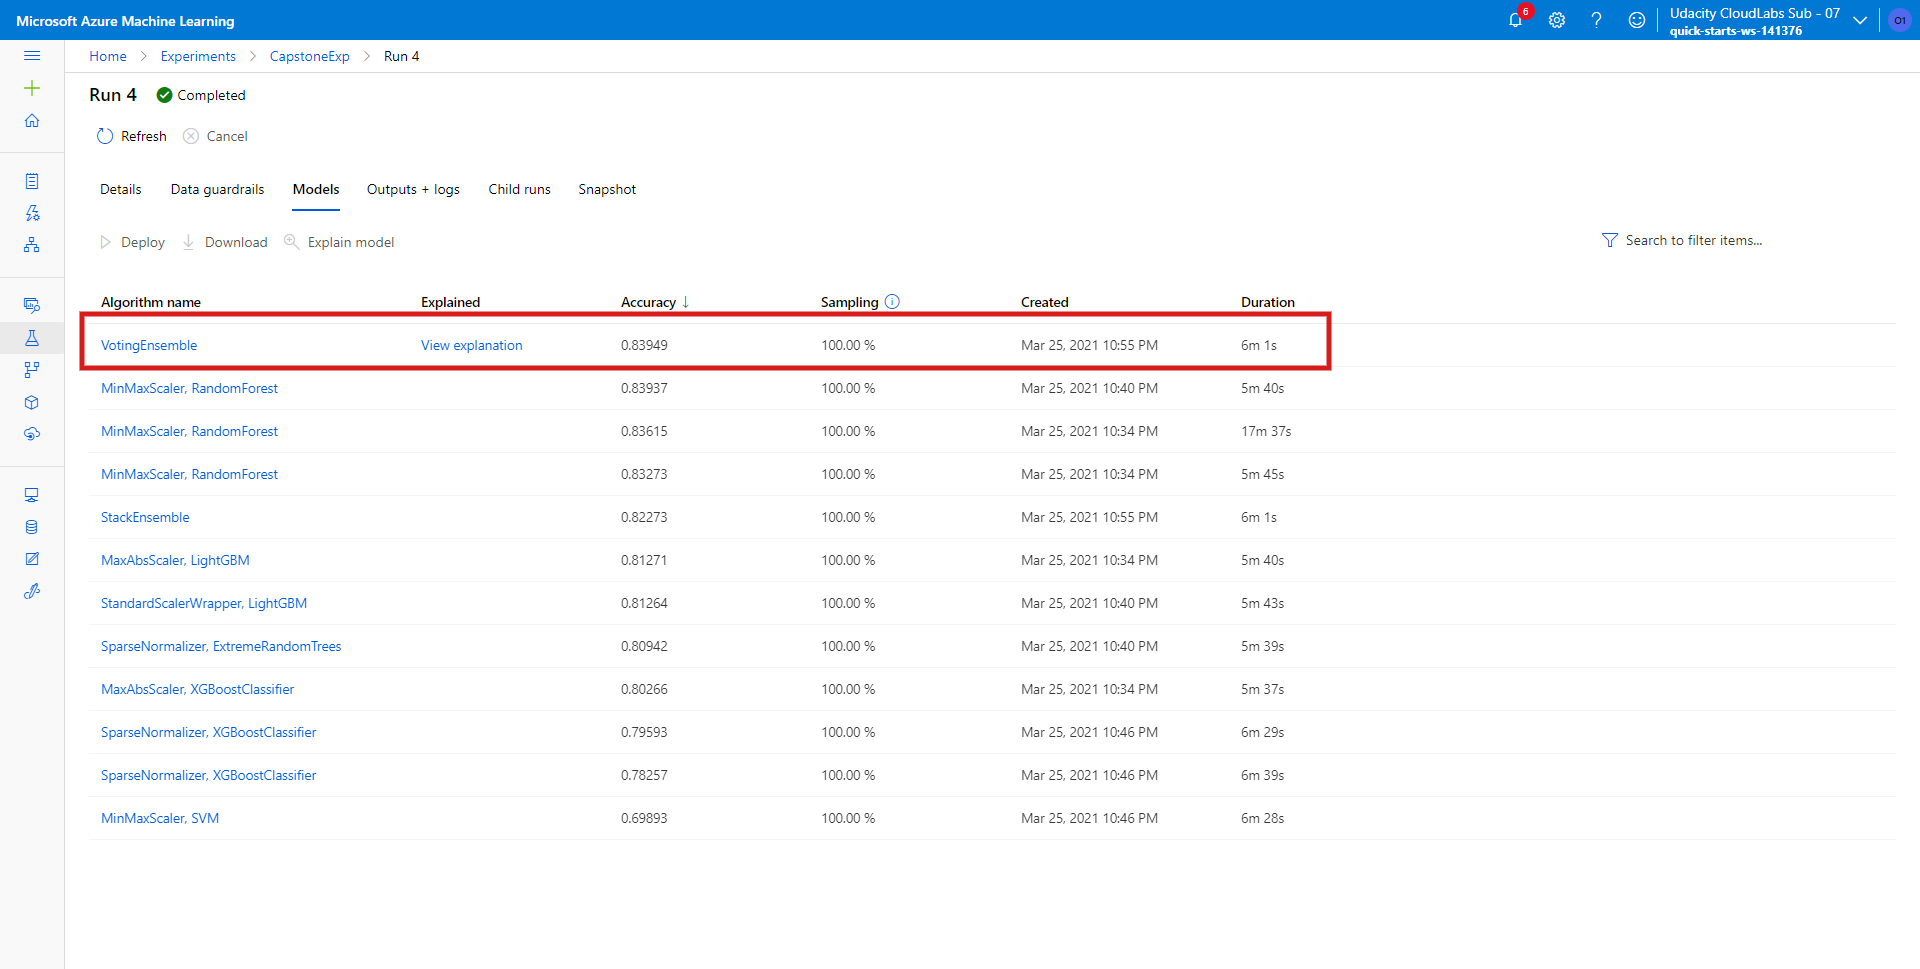 Microsoft Azure Machine Learning
6
Udacity CloudLabs Sub - 07
quick-starts-ws-141376
O1
Home > Experiments > CapstoneExp > Run 4
Run 4 Completed
Refresh Cancel
Details Data guardrails Models Outputs + logs Child runs Snapshot
Deploy Download Explain model Search to filter items...
Algorithm name Explained Accuracy ↓ Sampling Created Duration
VotingEnsemble View explanation 0.83949 100.00 % Mar 25, 2021 10:55 PM 6m 1s
MinMaxScaler, RandomForest 0.83937 100.00 % Mar 25, 2021 10:40 PM 5m 40s
MinMaxScaler, RandomForest 0.83615 100.00 % Mar 25, 2021 10:34 PM 17m 37s
MinMaxScaler, RandomForest 0.83273 100.00 % Mar 25, 2021 10:34 PM 5m 45s
StackEnsemble 0.82273 100.00 % Mar 25, 2021 10:55 PM 6m 1s
MaxAbsScaler, LightGBM 0.81271 100.00 % Mar 25, 2021 10:34 PM 5m 40s
StandardScalerWrapper, LightGBM 0.81264 100.00 % Mar 25, 2021 10:40 PM 5m 43s
SparseNormalizer, ExtremeRandomTrees 0.80942 100.00 % Mar 25, 2021 10:40 PM 5m 39s
MaxAbsScaler, XGBoostClassifier 0.80266 100.00 % Mar 25, 2021 10:34 PM 5m 37s
SparseNormalizer, XGBoostClassifier 0.79593 100.00 % Mar 25, 2021 10:46 PM 6m 29s
SparseNormalizer, XGBoostClassifier 0.78257 100.00 % Mar 25, 2021 10:46 PM 6m 39s
MinMaxScaler, SVM 0.69893 100.00 % Mar 25, 2021 10:46 PM 6m 28s